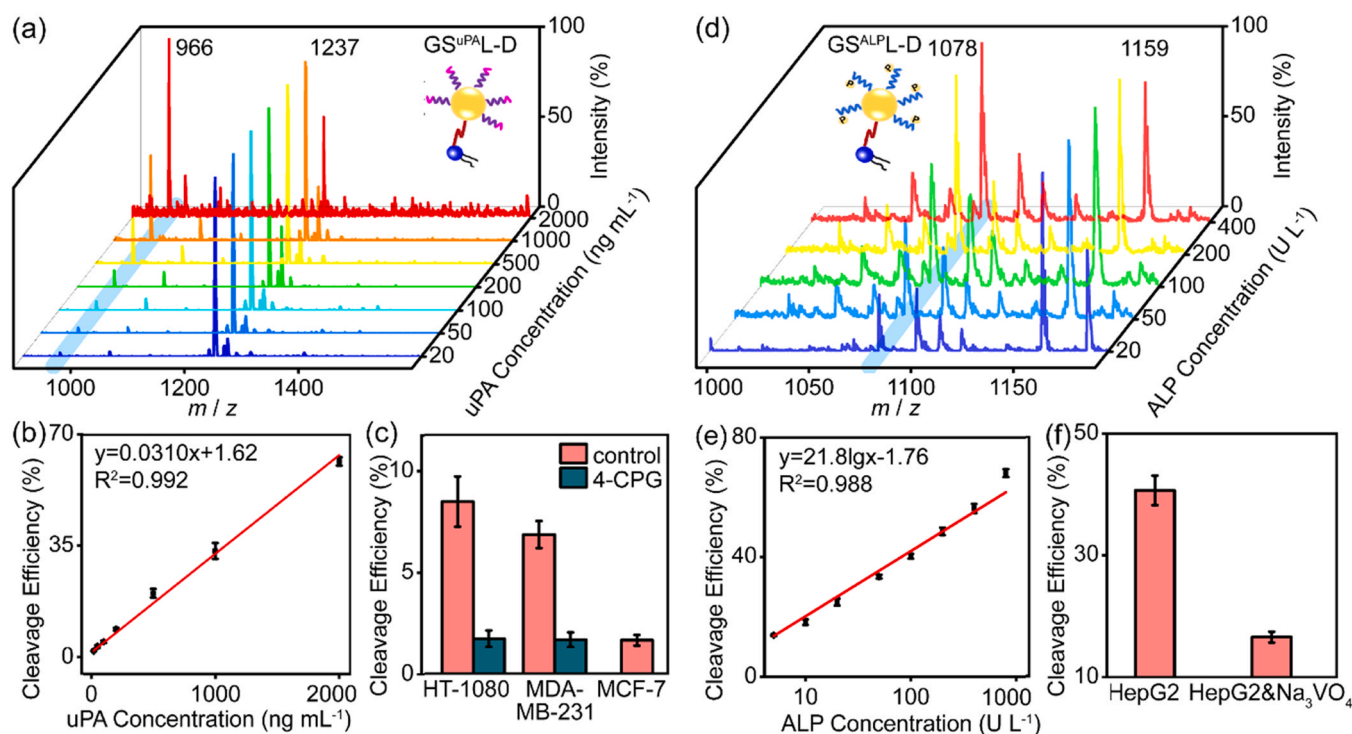 (a)
966
1237
GSᵘᴾᴬL-D
100
50
0
Intensity (%)
2000
1000
500
200
100
50
20
uPA Concentration (ng mL⁻¹)
1000
1200
1400
m / z
(d)
GSᴬᴸᴾL-D
1078
1159
P
P
P
P
P
P
100
50
0
Intensity (%)
400
200
100
50
20
ALP Concentration (U L⁻¹)
1000
1050
1100
1150
m / z
(b)
70
35
0
Cleavage Efficiency (%)
y=0.0310x+1.62
R²=0.992
0
1000
2000
uPA Concentration (ng mL⁻¹)
(c)
10
5
0
Cleavage Efficiency (%)
control
4-CPG
HT-1080
MDA-
MB-231
MCF-7
(e)
80
40
0
Cleavage Efficiency (%)
y=21.8lgx-1.76
R²=0.988
10
100
1000
ALP Concentration (U L⁻¹)
(f)
50
30
10
Cleavage Efficiency (%)
HepG2
HepG2&Na₃VO₄